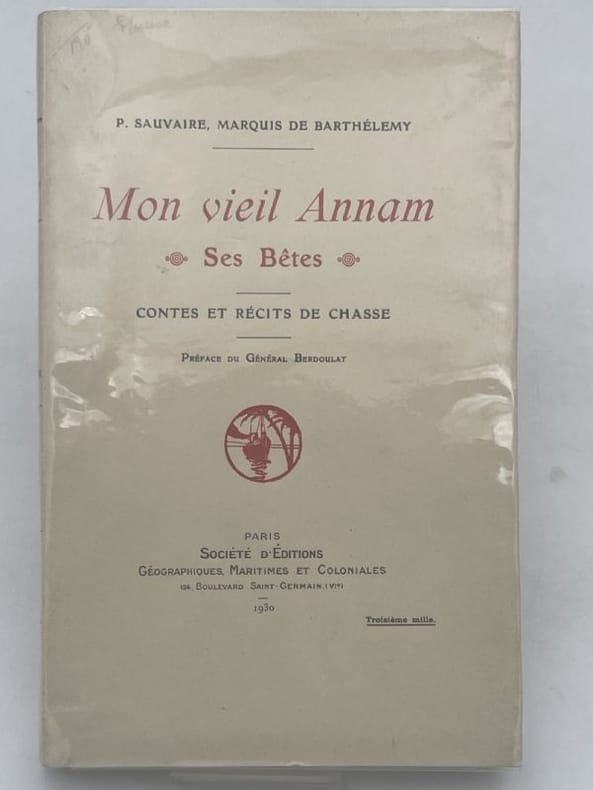 P. SAUVAIRE, MARQUIS DE BARTHÉLEMY
Mon vieil Annam
Ses Bêtes
CONTES ET RÉCITS DE CHASSE
PRÉFACE DU GÉNÉRAL BERDOULAT
PARIS
SOCIÉTÉ D'ÉDITIONS
GÉOGRAPHIQUES, MARITIMES ET COLONIALES
184, BOULEVARD SAINT-GERMAIN, (VIᵉ)
1930
Troisième mille.